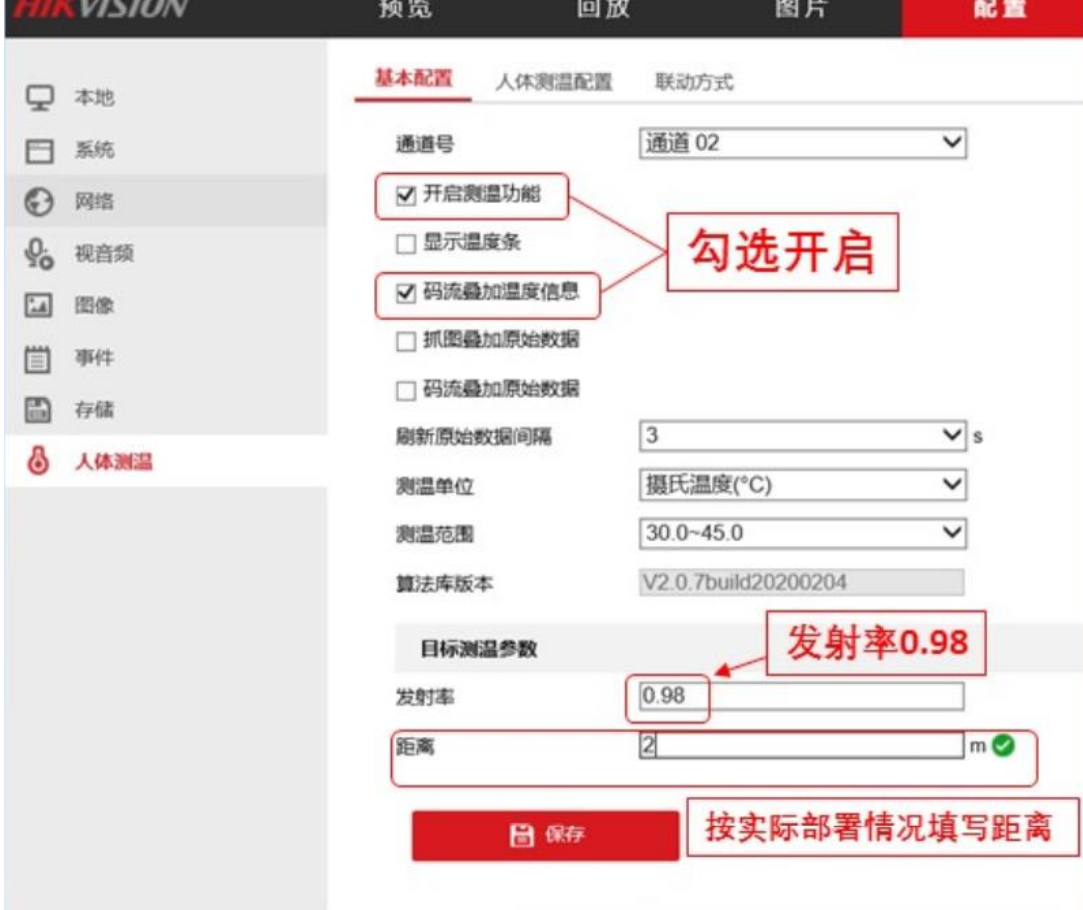 HIKVISION 预览 回放 图片 配置
本地
系统
网络
视音频
图像
事件
存储
人体测温
基本配置 人体测温配置 联动方式
通道号 通道 02
开启测温功能
显示温度条
勾选开启
码流叠加温度信息
抓图叠加原始数据
码流叠加原始数据
刷新原始数据间隔 3 s
测温单位 摄氏温度(°C)
测温范围 30.0~45.0
算法库版本 V2.0.7build20200204
目标测温参数
发射率0.98
发射率 0.98
距离 2 m
保存
按实际部署情况填写距离